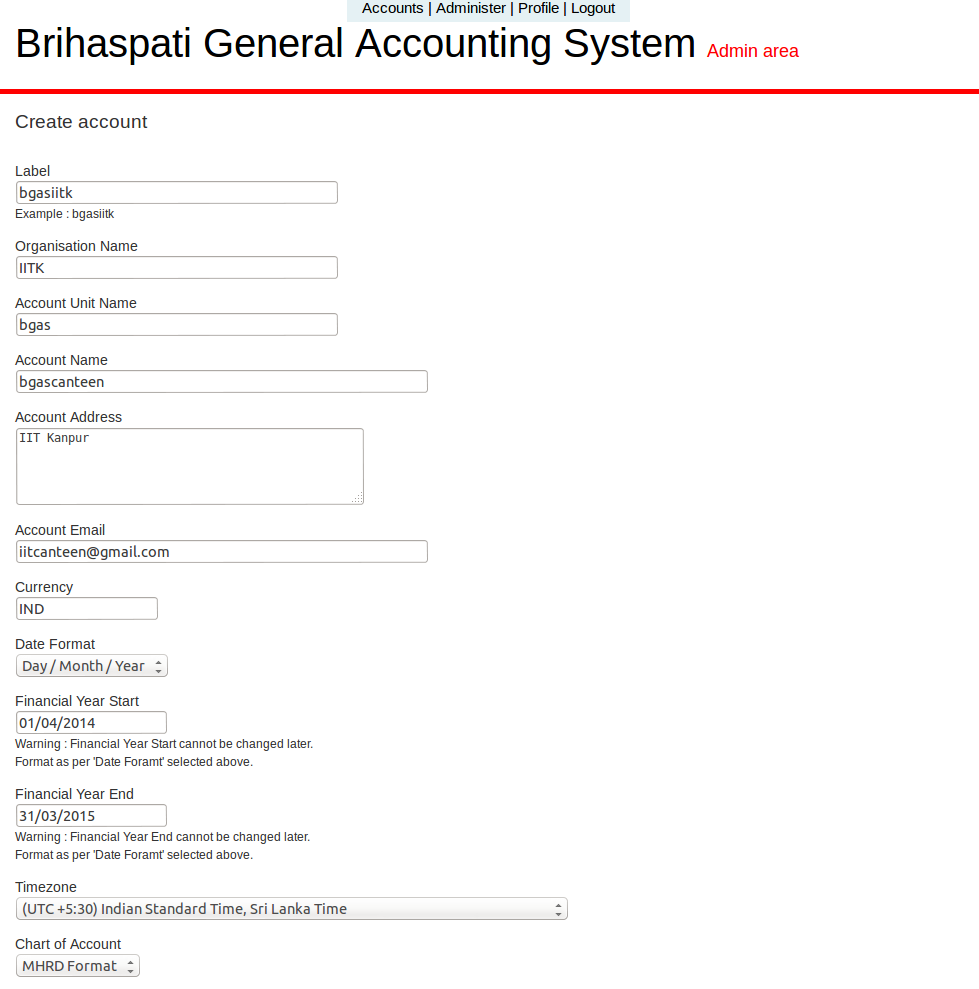 Accounts | Administer | Profile | Logout
Brihaspati General Accounting System Admin area
Create account
Label
bgasiitk
Example : bgasiitk
Organisation Name
IITK
Account Unit Name
bgas
Account Name
bgascanteen
Account Address
IIT Kanpur
Account Email
iitcanteen@gmail.com
Currency
IND
Date Format
Day / Month / Year
Financial Year Start
01/04/2014
Warning : Financial Year Start cannot be changed later.
Format as per 'Date Foramt' selected above.
Financial Year End
31/03/2015
Warning : Financial Year End cannot be changed later.
Format as per 'Date Foramt' selected above.
Timezone
(UTC +5:30) Indian Standard Time, Sri Lanka Time
Chart of Account
MHRD Format